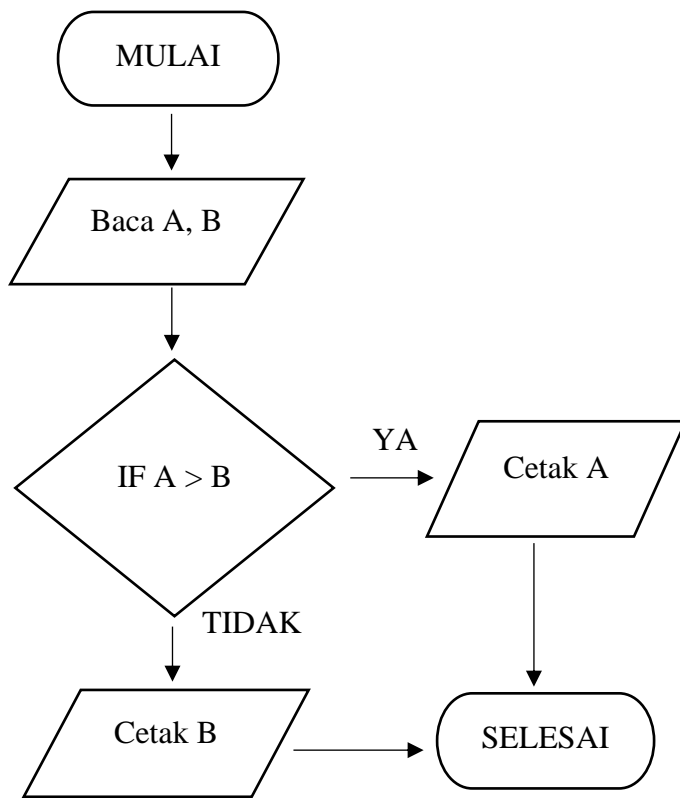 MULAI
Baca A, B
IF A > B
YA
Cetak A
TIDAK
Cetak B
SELESAI